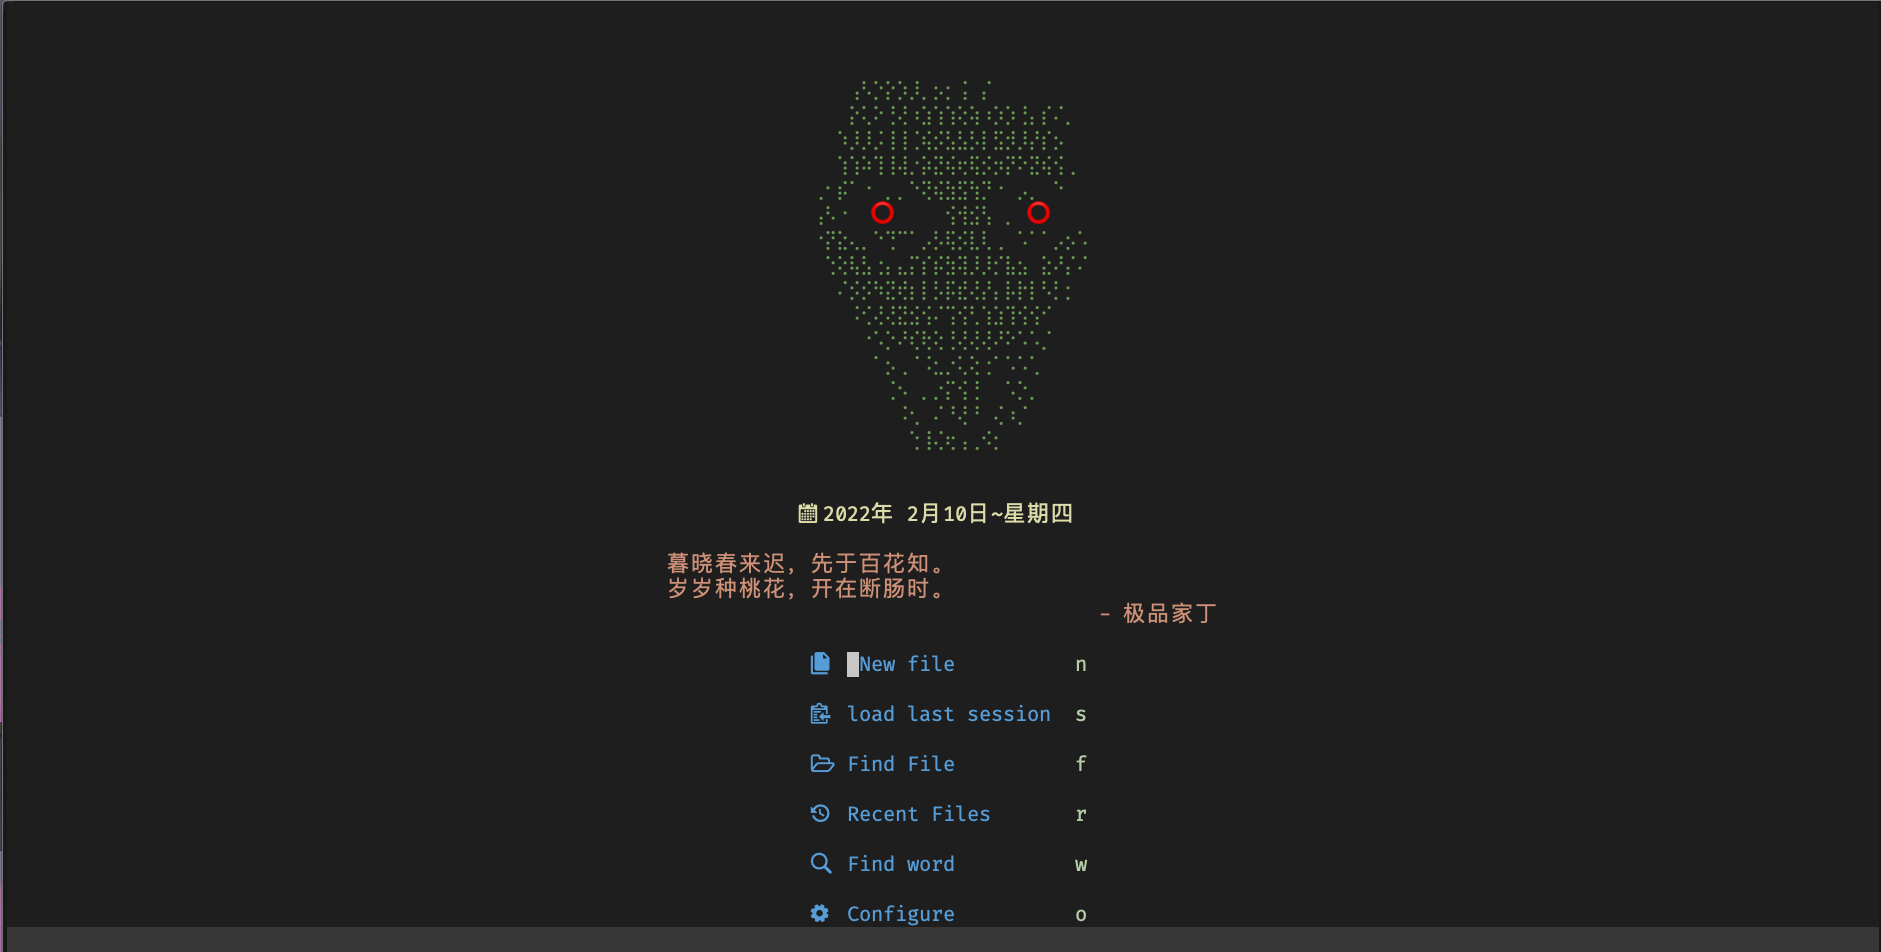 2022年 2月10日~星期四
暮晓春来迟，先于百花知。
岁岁种桃花，开在断肠时。
- 极品家丁
New file n
load last session s
Find File f
Recent Files r
Find word w
Configure o